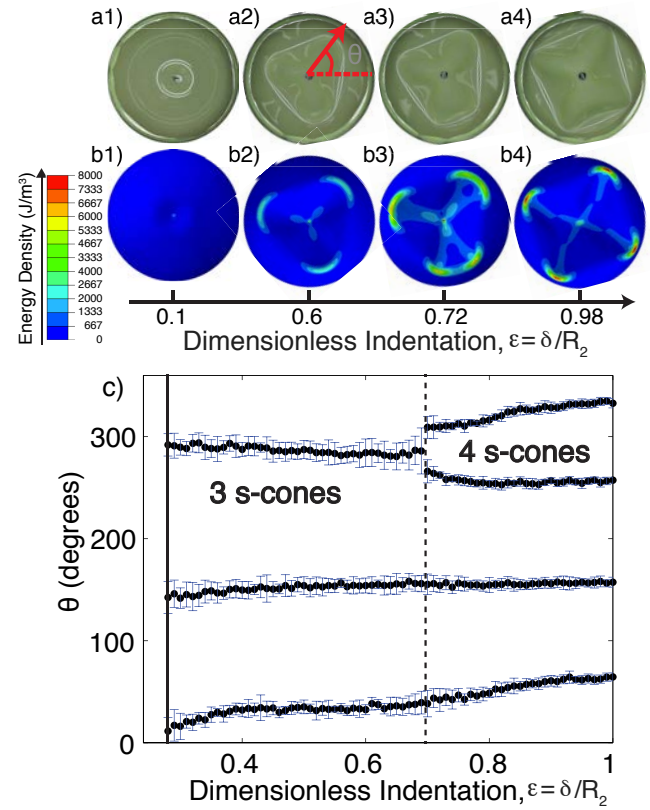 a1) a2) a3) a4)
θ
b1) b2) b3) b4)
Energy Density (J/m³)
8000
7333
6667
6000
5333
4667
4000
3333
2667
2000
1333
667
0
0.1 0.6 0.72 0.98
Dimensionless Indentation, ε= δ/R₂
c)
300
200
100
0
θ (degrees)
3 s-cones
4 s-cones
0.4 0.6 0.8 1
Dimensionless Indentation, ε= δ/R₂